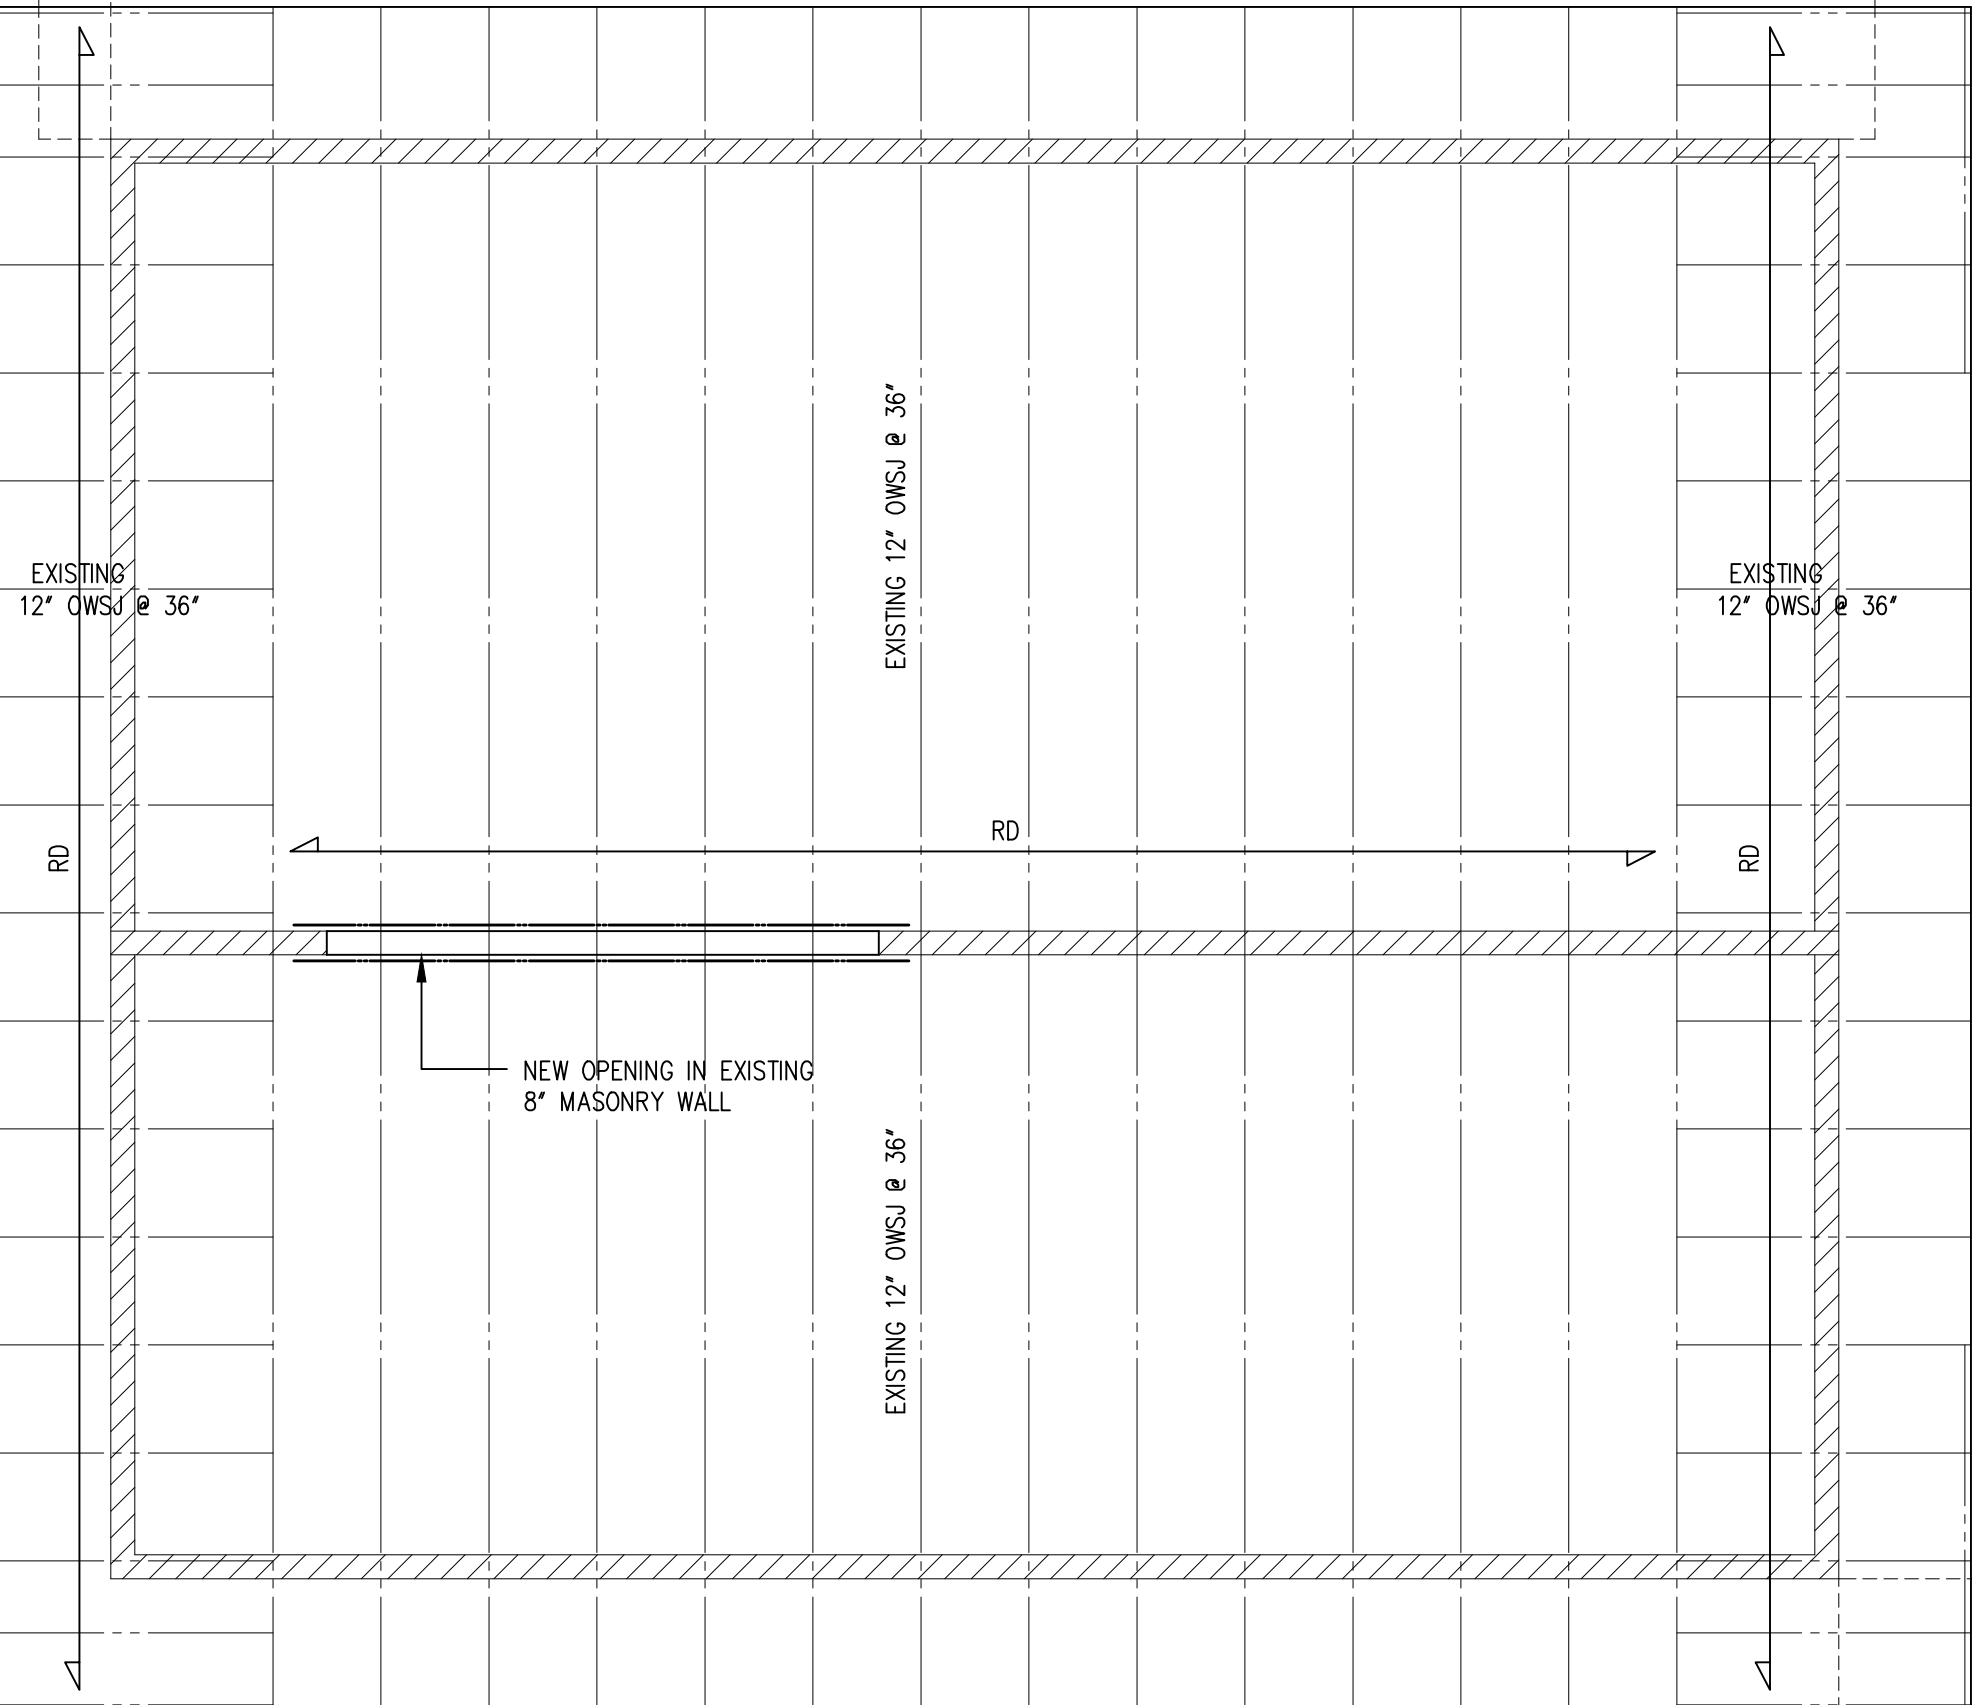 EXISTING 12" OWSJ @ 36"
EXISTING
12" OWSJ @ 36"
EXISTING
12" OWSJ @ 36"
RD
RD
RD
NEW OPENING IN EXISTING
8" MASONRY WALL
EXISTING 12" OWSJ @ 36"